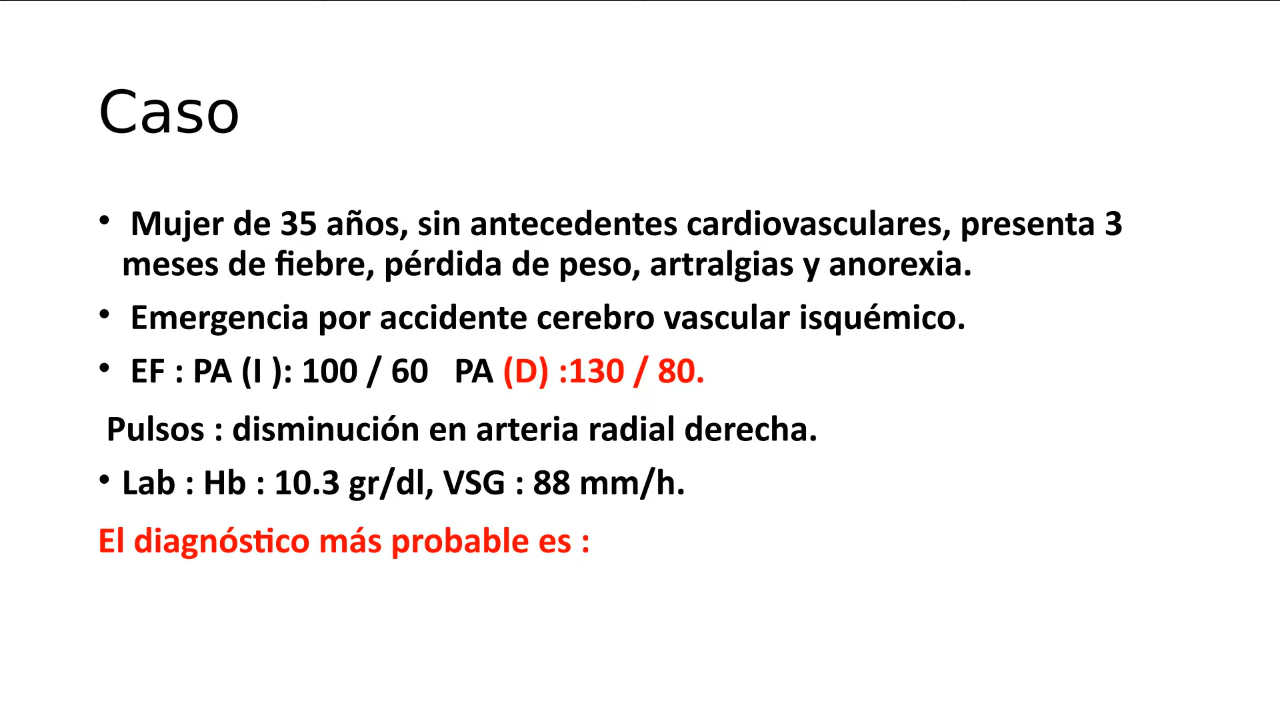 Caso
• Mujer de 35 años, sin antecedentes cardiovasculares, presenta 3
meses de fiebre, pérdida de peso, artralgias y anorexia.
• Emergencia por accidente cerebro vascular isquémico.
• EF : PA (I ): 100 / 60   PA (D) :130 / 80.
Pulsos : disminución en arteria radial derecha.
• Lab : Hb : 10.3 gr/dl, VSG : 88 mm/h.
El diagnóstico más probable es :